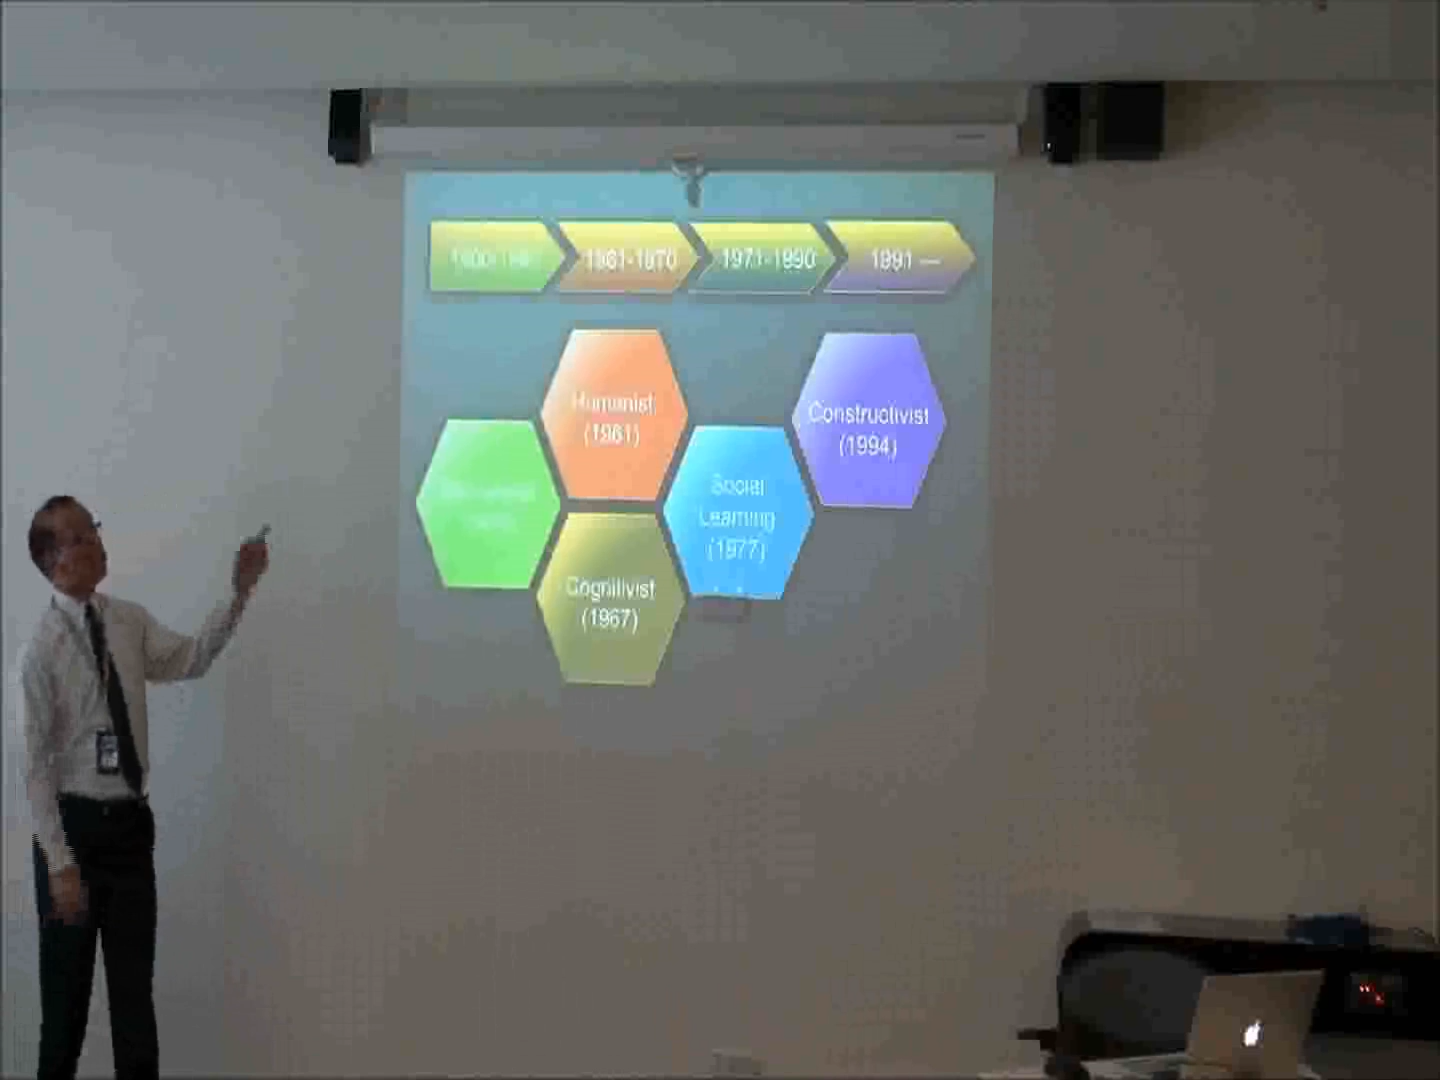 1961-1970
1971-1990
1991 —
Humanist
(1961)
Constructivist
(1994)
Social
Learning
(1977)
Cognitivist
(1967)